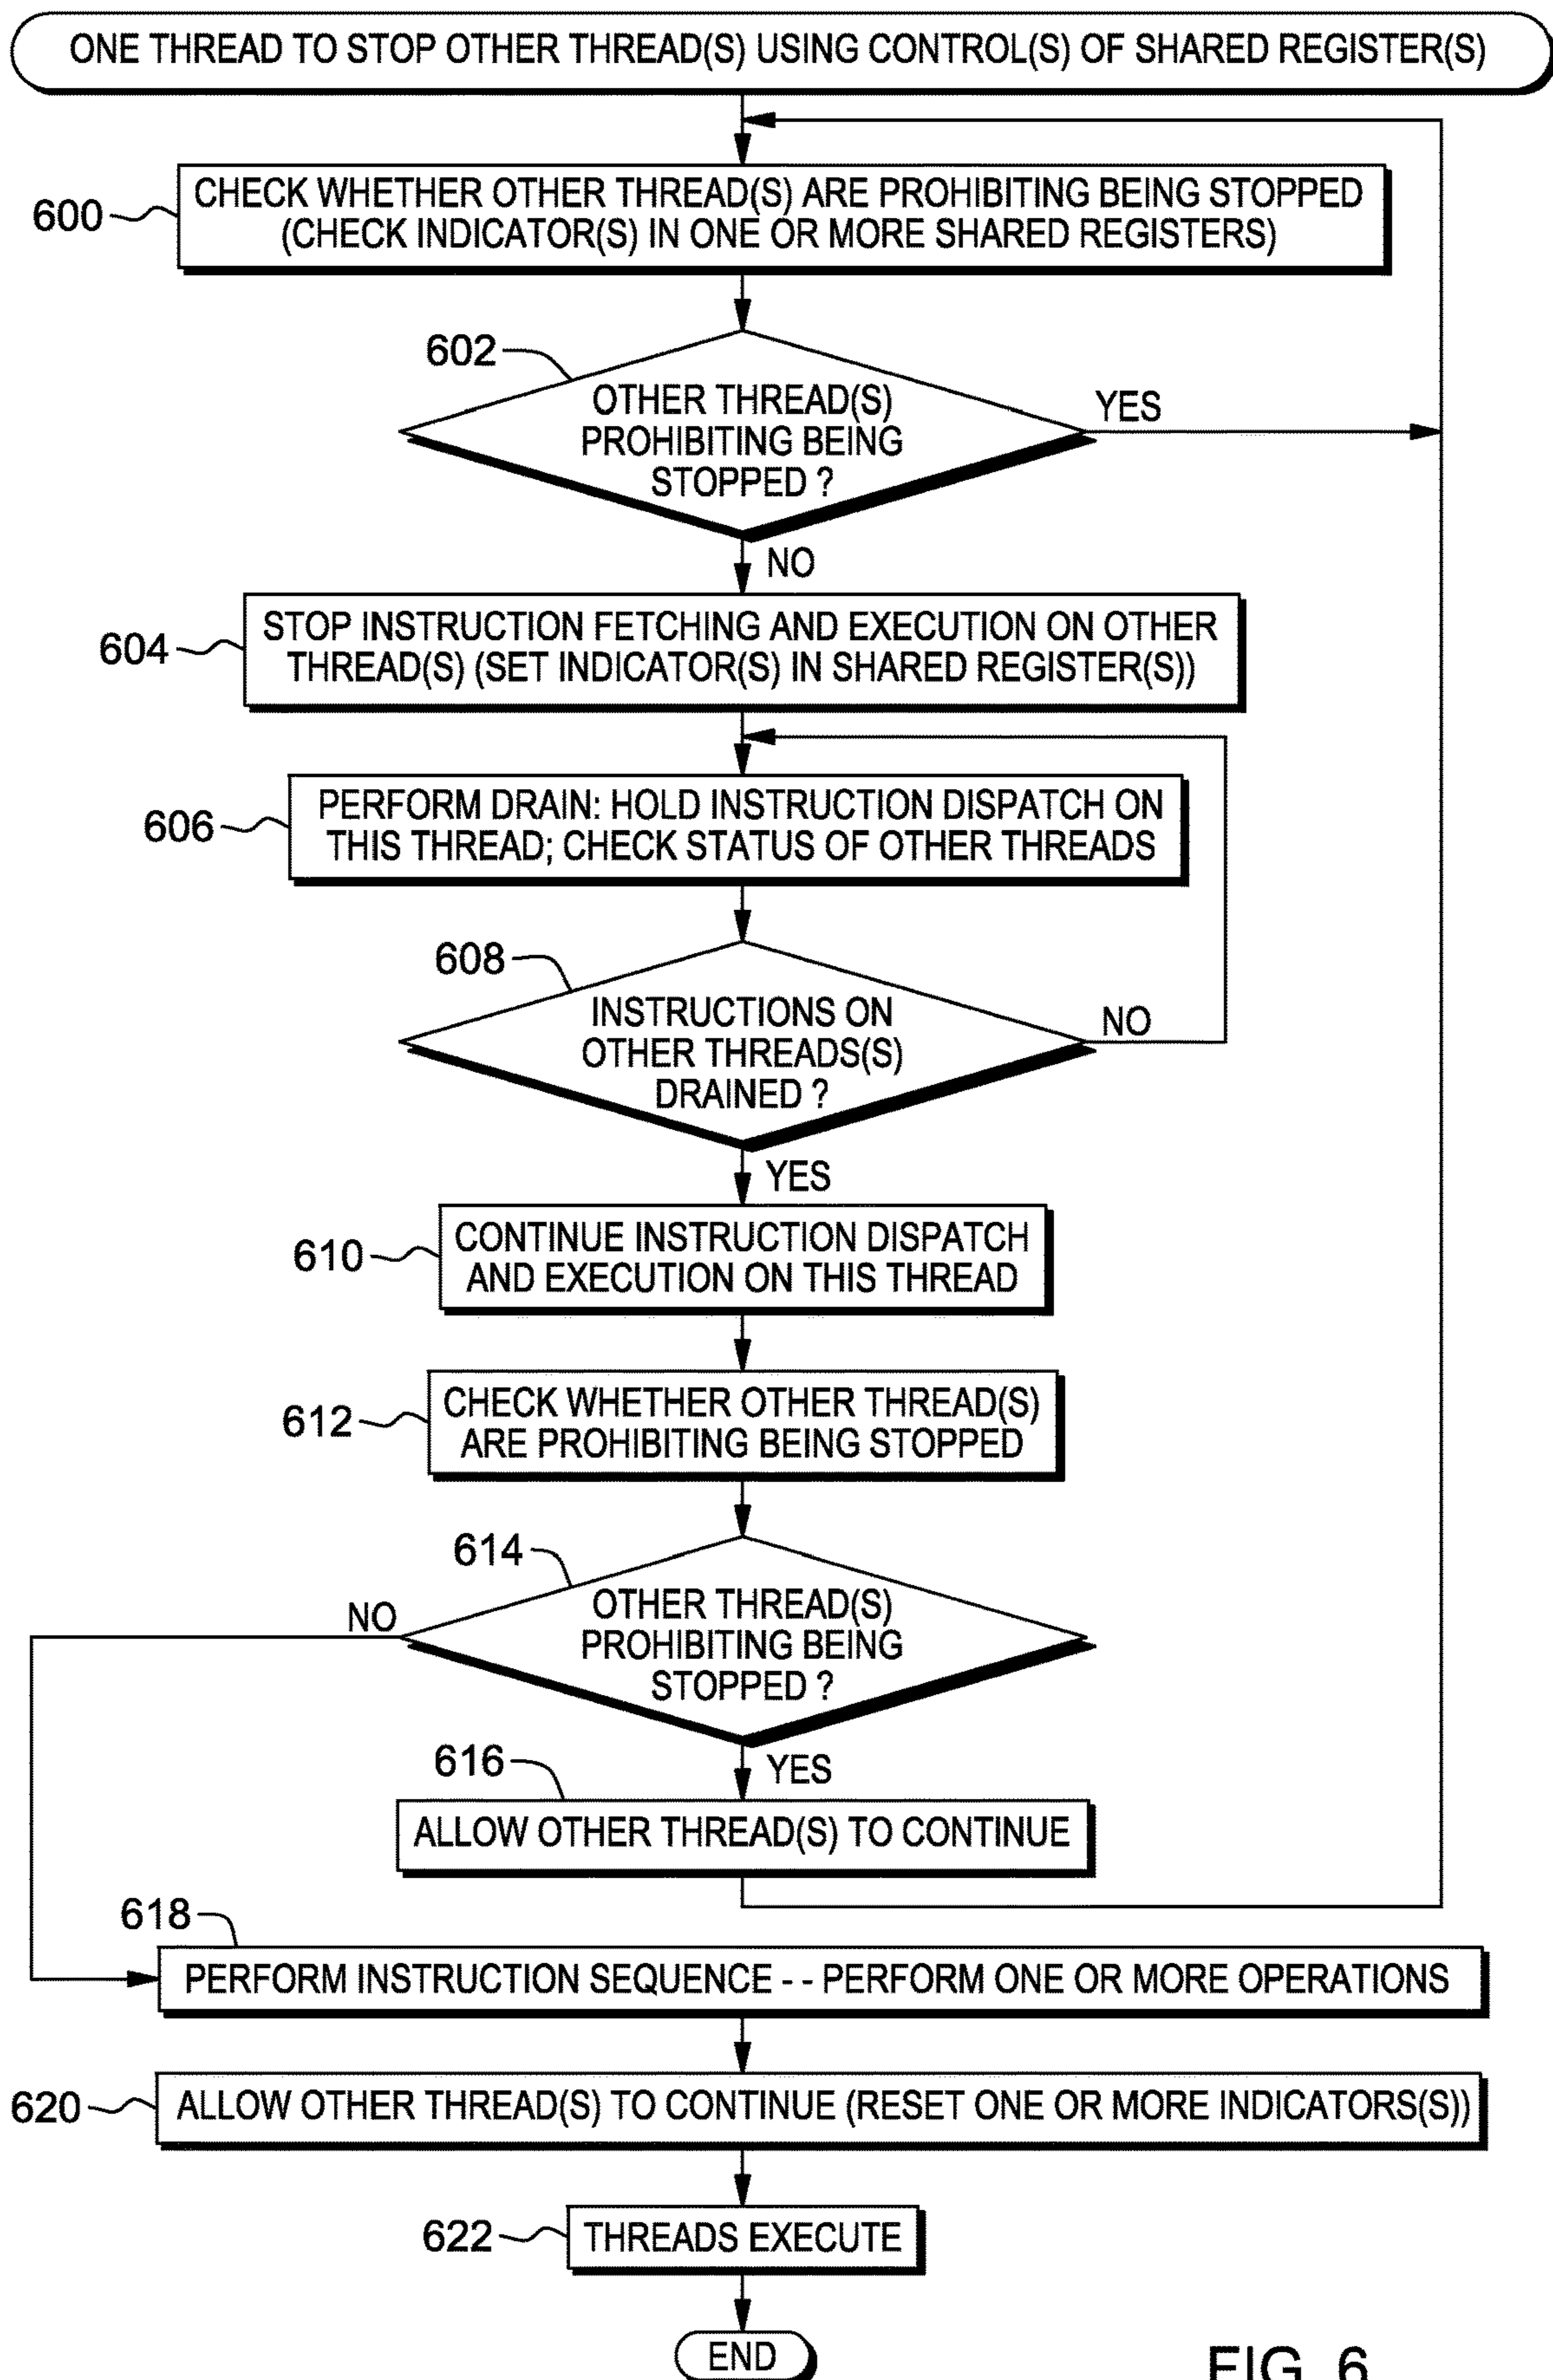 ONE THREAD TO STOP OTHER THREAD(S) USING CONTROL(S) OF SHARED REGISTER(S)
600
CHECK WHETHER OTHER THREAD(S) ARE PROHIBITING BEING STOPPED
(CHECK INDICATOR(S) IN ONE OR MORE SHARED REGISTERS)
602
OTHER THREAD(S)
PROHIBITING BEING
STOPPED ?
YES
NO
604
STOP INSTRUCTION FETCHING AND EXECUTION ON OTHER
THREAD(S) (SET INDICATOR(S) IN SHARED REGISTER(S))
606
PERFORM DRAIN: HOLD INSTRUCTION DISPATCH ON
THIS THREAD; CHECK STATUS OF OTHER THREADS
608
INSTRUCTIONS ON
OTHER THREADS(S)
DRAINED ?
NO
YES
610
CONTINUE INSTRUCTION DISPATCH
AND EXECUTION ON THIS THREAD
612
CHECK WHETHER OTHER THREAD(S)
ARE PROHIBITING BEING STOPPED
614
NO
OTHER THREAD(S)
PROHIBITING BEING
STOPPED ?
616
YES
ALLOW OTHER THREAD(S) TO CONTINUE
618
PERFORM INSTRUCTION SEQUENCE - - PERFORM ONE OR MORE OPERATIONS
620
ALLOW OTHER THREAD(S) TO CONTINUE (RESET ONE OR MORE INDICATORS(S))
622
THREADS EXECUTE
END
FIG. 6